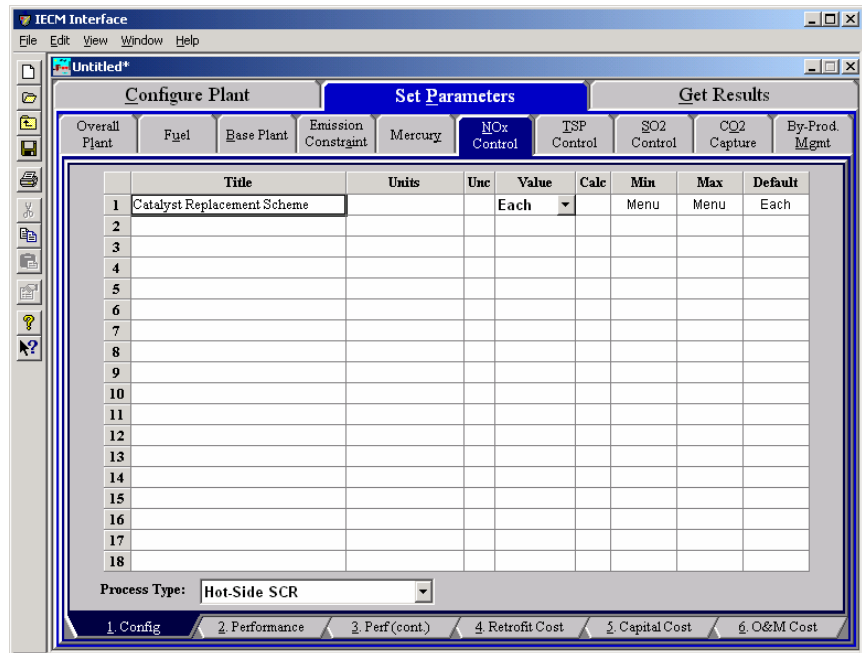 IECM Interface
File Edit View Window Help
Untitled*
Configure Plant Set Parameters Get Results
Overall Plant Fuel Base Plant Emission Constraint Mercury NOx Control TSP Control SO2 Control CO2 Capture By-Prod. Mgmt
Title Units Unc Value Calc Min Max Default
1 Catalyst Replacement Scheme Each Menu Menu Each
2
3
4
5
6
7
8
9
10
11
12
13
14
15
16
17
18
Process Type: Hot-Side SCR
1. Config 2. Performance 3. Perf (cont.) 4. Retrofit Cost 5. Capital Cost 6. O&M Cost